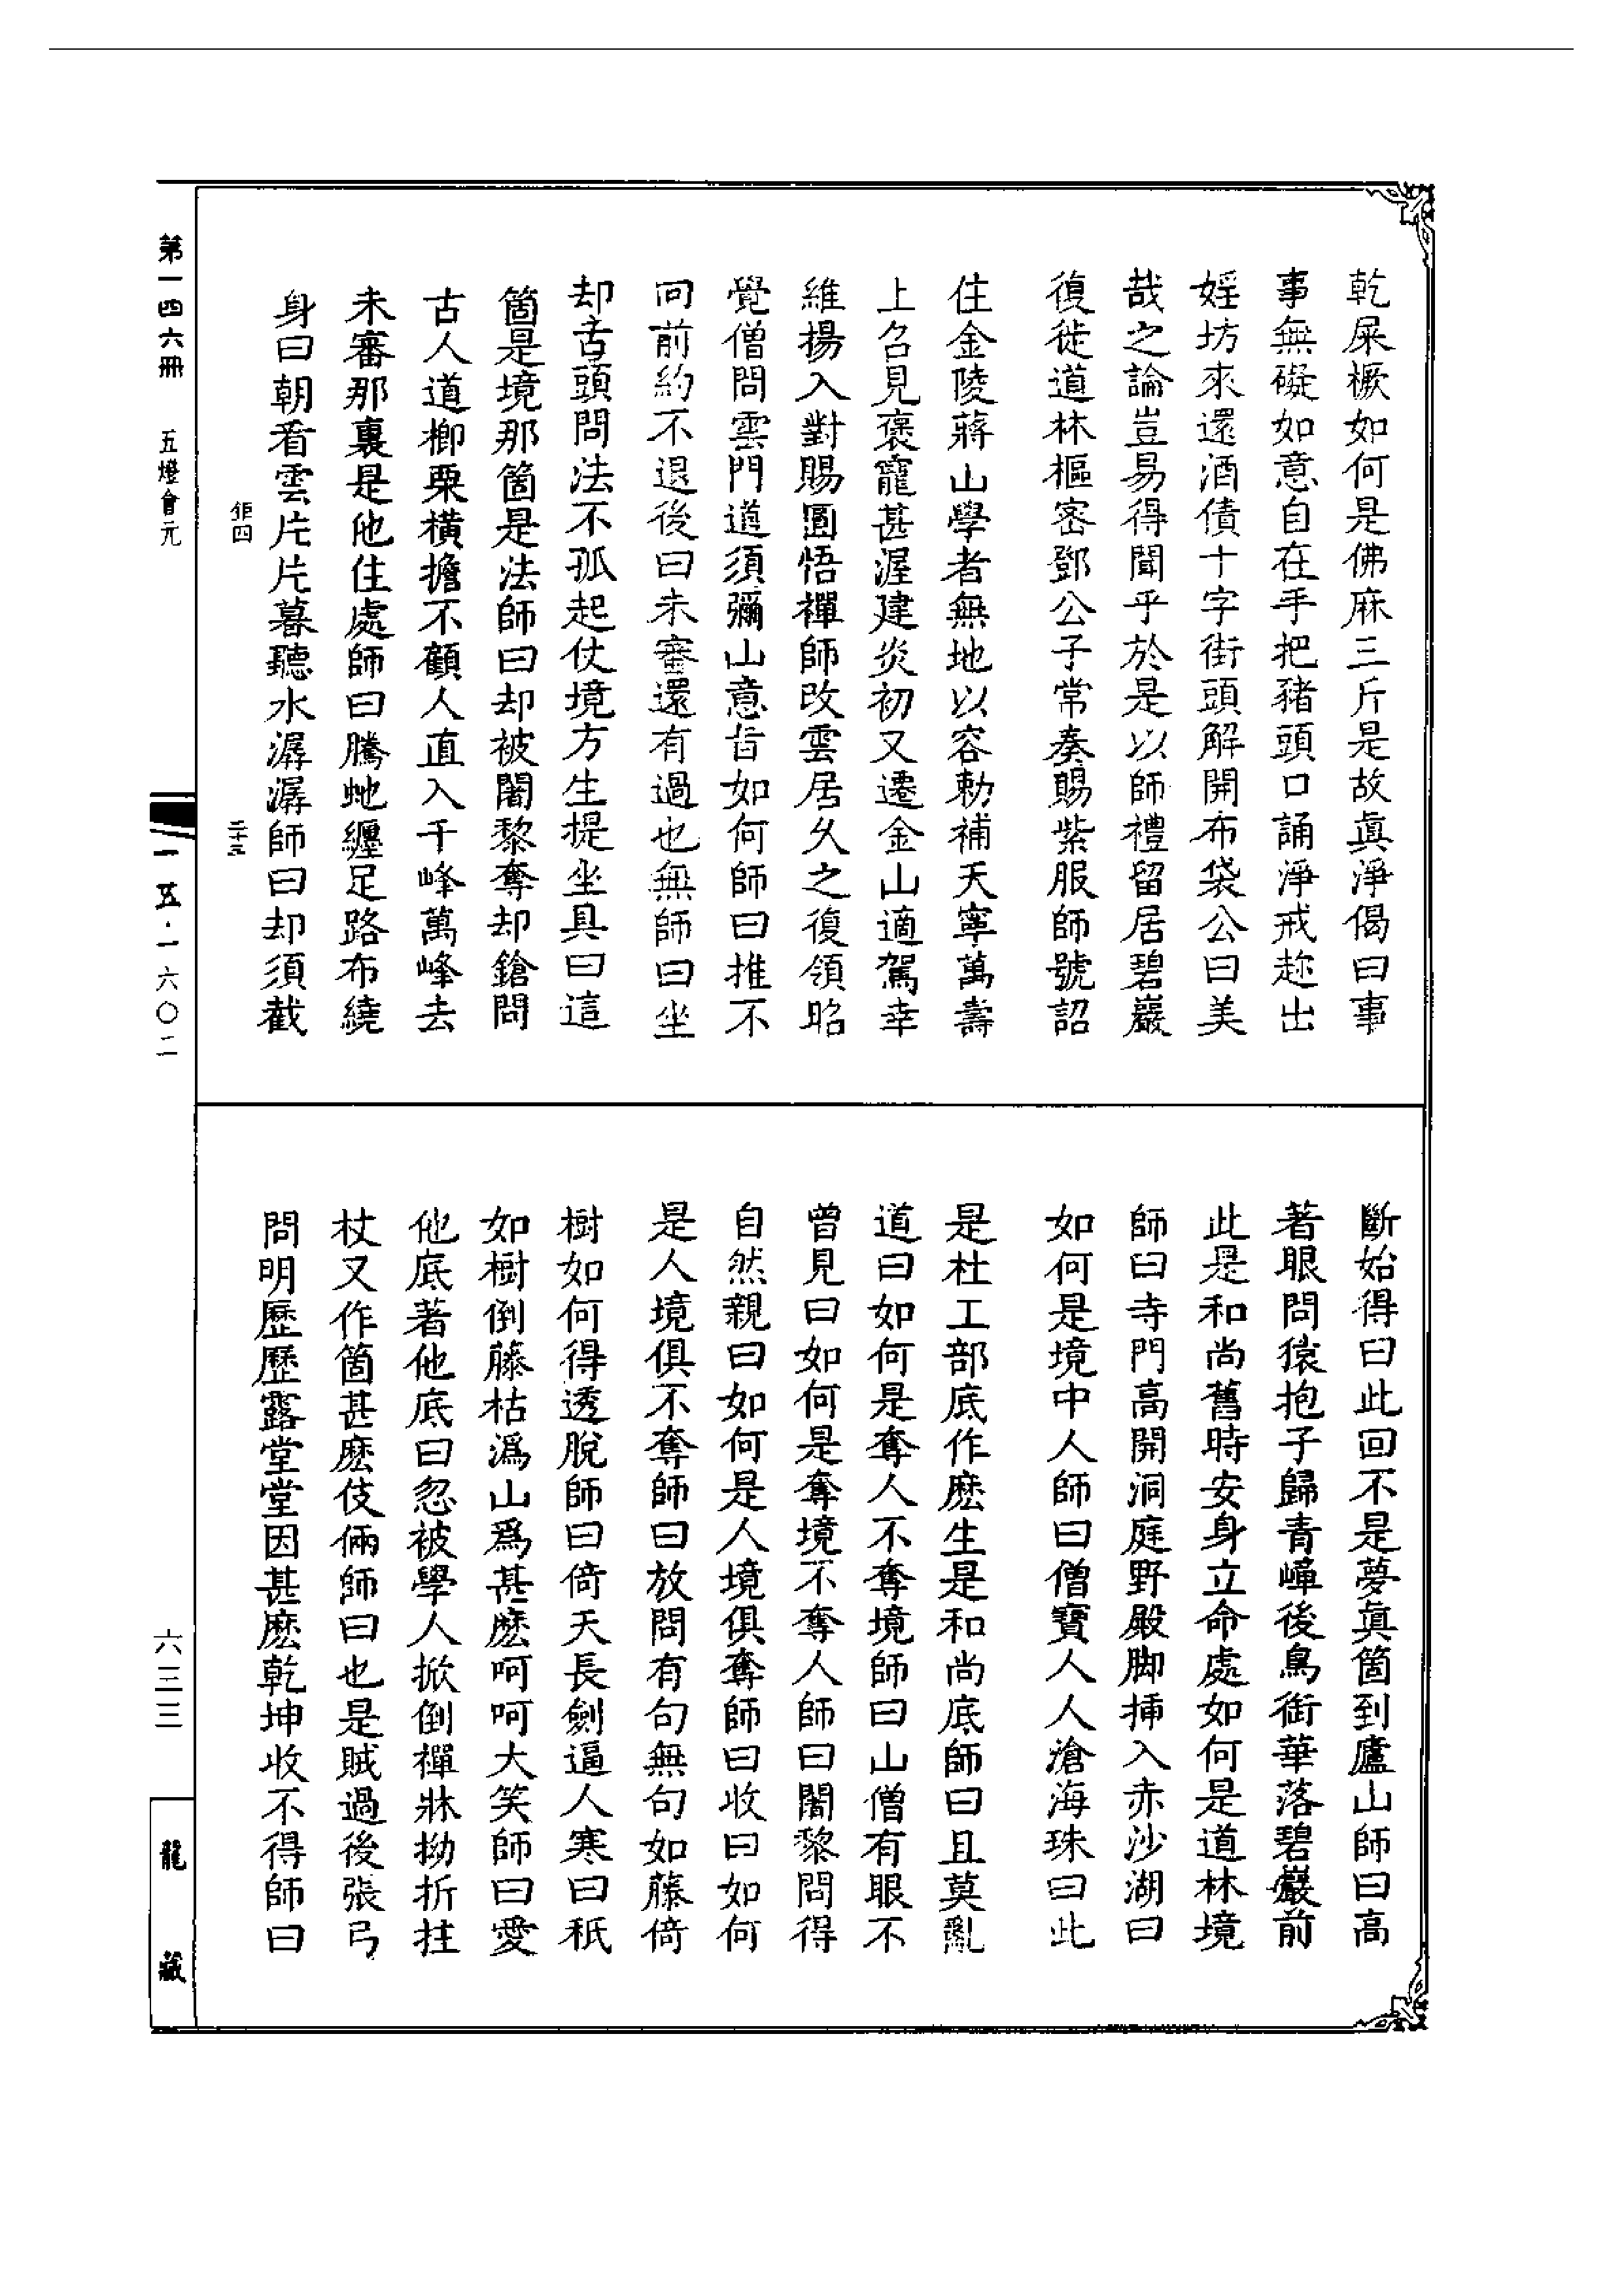 乾屎橛如何是佛麻三斤是故眞淨偈曰事
事無礙如意自在手把豬頭口誦淨戒趂出
婬坊來還酒債十字街頭解開布袋公曰美
哉之論豈易得聞乎於是以師禮留居碧巖
復徙道林樞密鄧公子常奏賜紫服師號詔
住金陵蔣山學者無地以容勅補天寧萬壽
上召見褒寵甚渥建炎初又遷金山適駕幸
維揚入對賜圓悟禪師改雲居久之復領昭
覺僧問雲門道須彌山意旨如何師曰推不
向前約不退後曰未審還有過也無師曰坐
却舌頭問法不孤起仗境方生提坐具曰這
箇是境那箇是法師曰却被闍黎奪却鎗問
古人道榔栗橫擔不顧人直入千峰萬峰去
未審那裏是他住處師曰騰虵纏足路布繞
身曰朝看雲片片暮聽水潺潺師曰却須截
鉅四
二十三
斷始得曰此回不是夢眞箇到廬山師曰高
著眼問猿抱子歸青嶂後鳥銜華落碧巖前
此是和尚舊時安身立命處如何是道林境
師曰寺門高開洞庭野殿脚揷入赤沙湖曰
如何是境中人師曰僧寶人人滄海珠曰此
是杜工部底作麽生是和尚底師曰且莫亂
道曰如何是奪人不奪境師曰山僧有眼不
曾見曰如何是奪境不奪人師曰闍黎問得
自然親曰如何是人境俱奪師曰收曰如何
是人境俱不奪師曰放問有句無句如藤倚
樹如何得透脫師曰倚天長劍逼人寒曰秖
如樹倒藤枯潙山爲甚麽呵呵大笑師曰愛
他底著他底曰忽被學人掀倒禪牀拗折拄
杖又作箇甚麽伎倆師曰也是賊過後張弓
問明歷歷露堂堂因甚麽乾坤收不得師曰
第一四六册
五燈會元
一五·一六〇二
六三三
龍藏